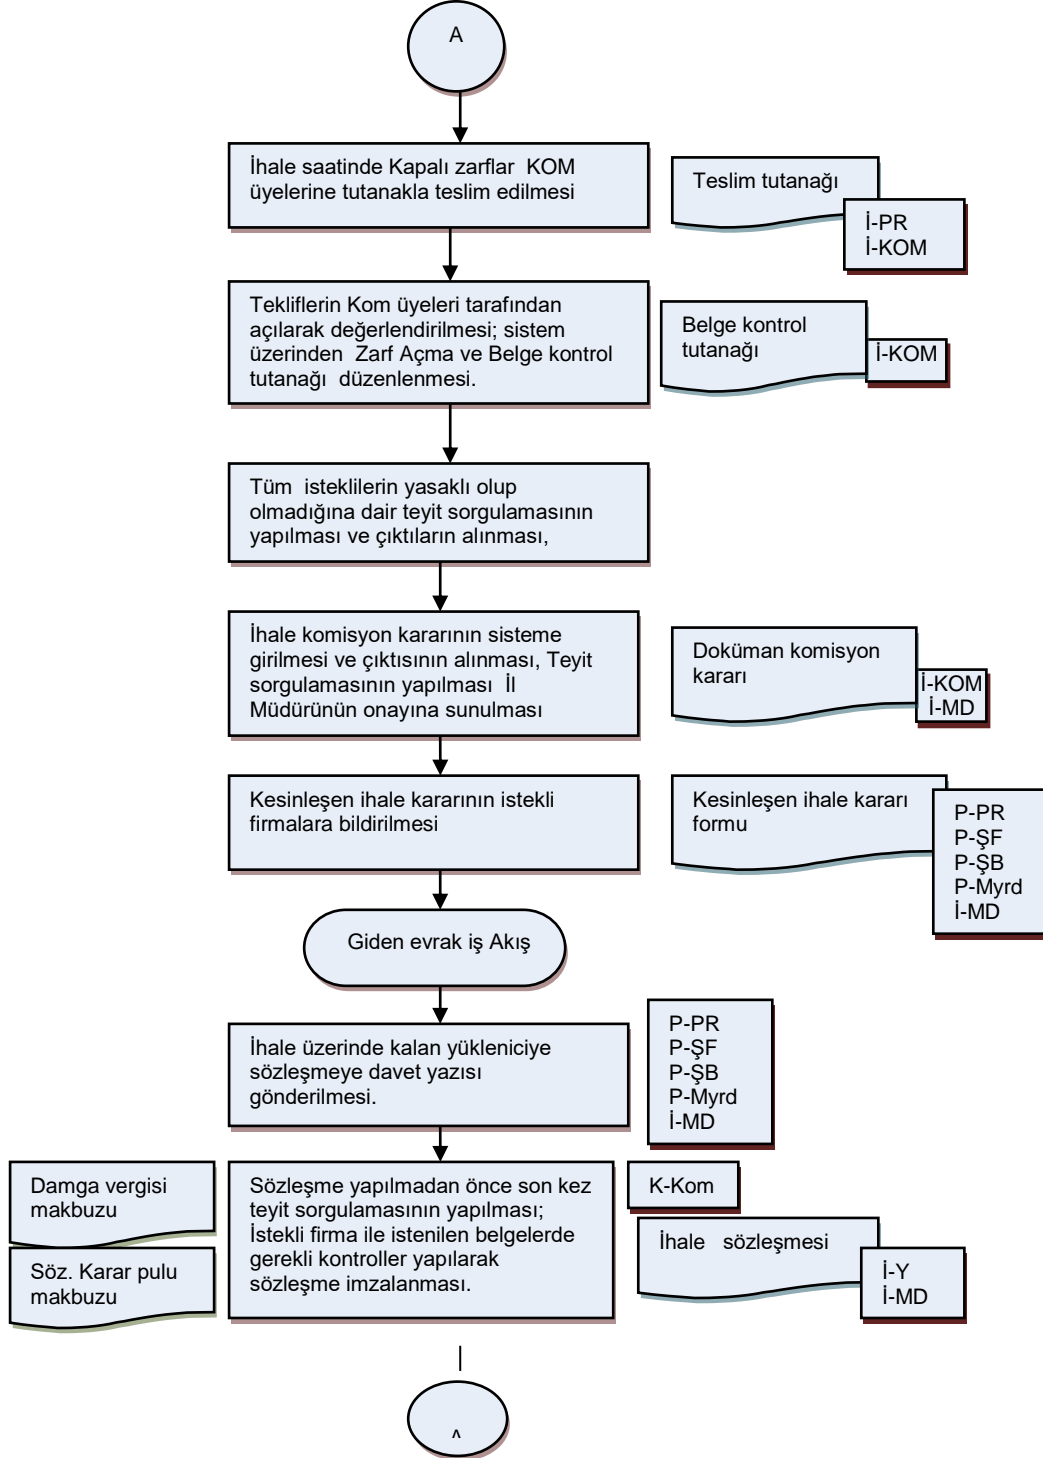 A
İhale saatinde Kapalı zarflar  KOM
üyelerine tutanakla teslim edilmesi
Teslim tutanağı
İ-PR
İ-KOM
Tekliflerin Kom üyeleri tarafından
açılarak değerlendirilmesi; sistem
üzerinden  Zarf Açma ve Belge kontrol
tutanağı  düzenlenmesi.
Belge kontrol
tutanağı
İ-KOM
Tüm  isteklilerin yasaklı olup
olmadığına dair teyit sorgulamasının
yapılması ve çıktıların alınması,
İhale komisyon kararının sisteme
girilmesi ve çıktısının alınması, Teyit
sorgulamasının yapılması  İl
Müdürünün onayına sunulması
Doküman komisyon
kararı
İ-KOM
İ-MD
Kesinleşen ihale kararının istekli
firmalara bildirilmesi
Kesinleşen ihale kararı
formu
P-PR
P-ŞF
P-ŞB
P-Myrd
İ-MD
Giden evrak iş Akış
İhale üzerinde kalan yükleniciye
sözleşmeye davet yazısı
gönderilmesi.
P-PR
P-ŞF
P-ŞB
P-Myrd
İ-MD
Damga vergisi
makbuzu
Söz. Karar pulu
makbuzu
Sözleşme yapılmadan önce son kez
teyit sorgulamasının yapılması;
İstekli firma ile istenilen belgelerde
gerekli kontroller yapılarak
sözleşme imzalanması.
K-Kom
İhale   sözleşmesi
İ-Y
İ-MD